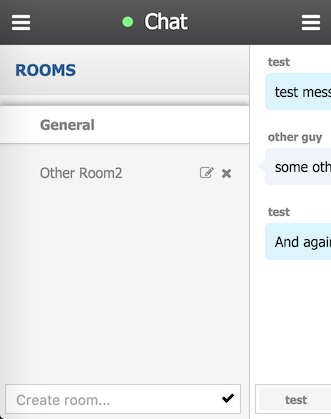 Chat
ROOMS
General
Other Room2
Create room...
test
test mess
other guy
some oth
test
And agai
test